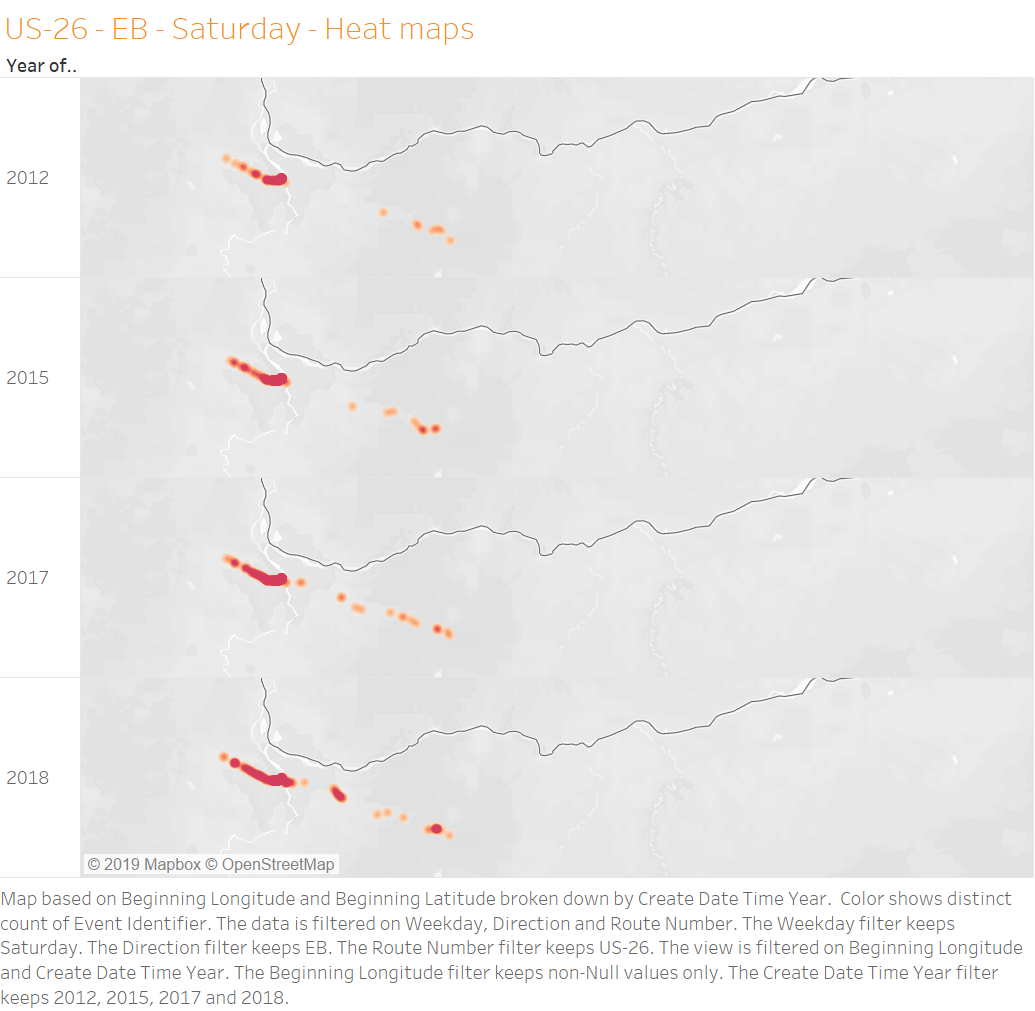 US-26 - EB - Saturday - Heat maps
Year of..
2012
2015
2017
2018
© 2019 Mapbox © OpenStreetMap
Map based on Beginning Longitude and Beginning Latitude broken down by Create Date Time Year.  Color shows distinct
count of Event Identifier. The data is filtered on Weekday, Direction and Route Number. The Weekday filter keeps
Saturday. The Direction filter keeps EB. The Route Number filter keeps US-26. The view is filtered on Beginning Longitude
and Create Date Time Year. The Beginning Longitude filter keeps non-Null values only. The Create Date Time Year filter
keeps 2012, 2015, 2017 and 2018.